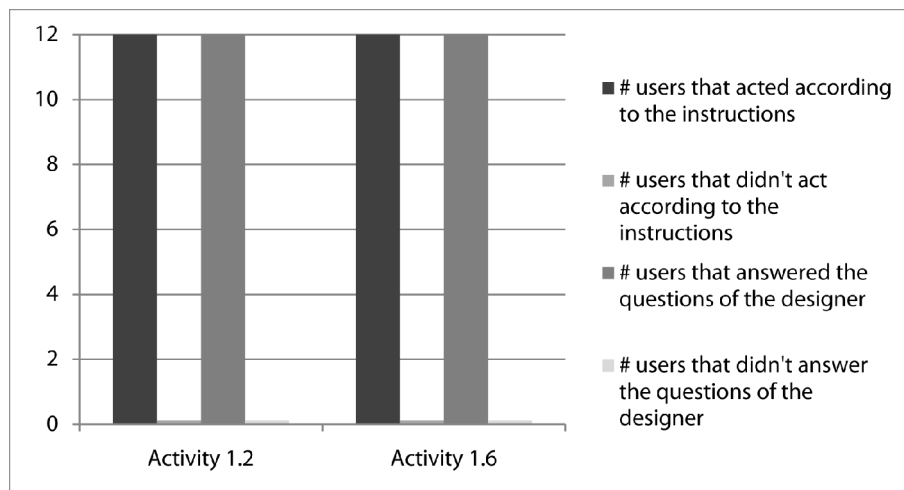 12
10
8
6
4
2
0
Activity 1.2
Activity 1.6
# users that acted according
to the instructions
# users that didn't act
according to the
instructions
# users that answered the
questions of the designer
# users that didn't answer
the questions of the
designer